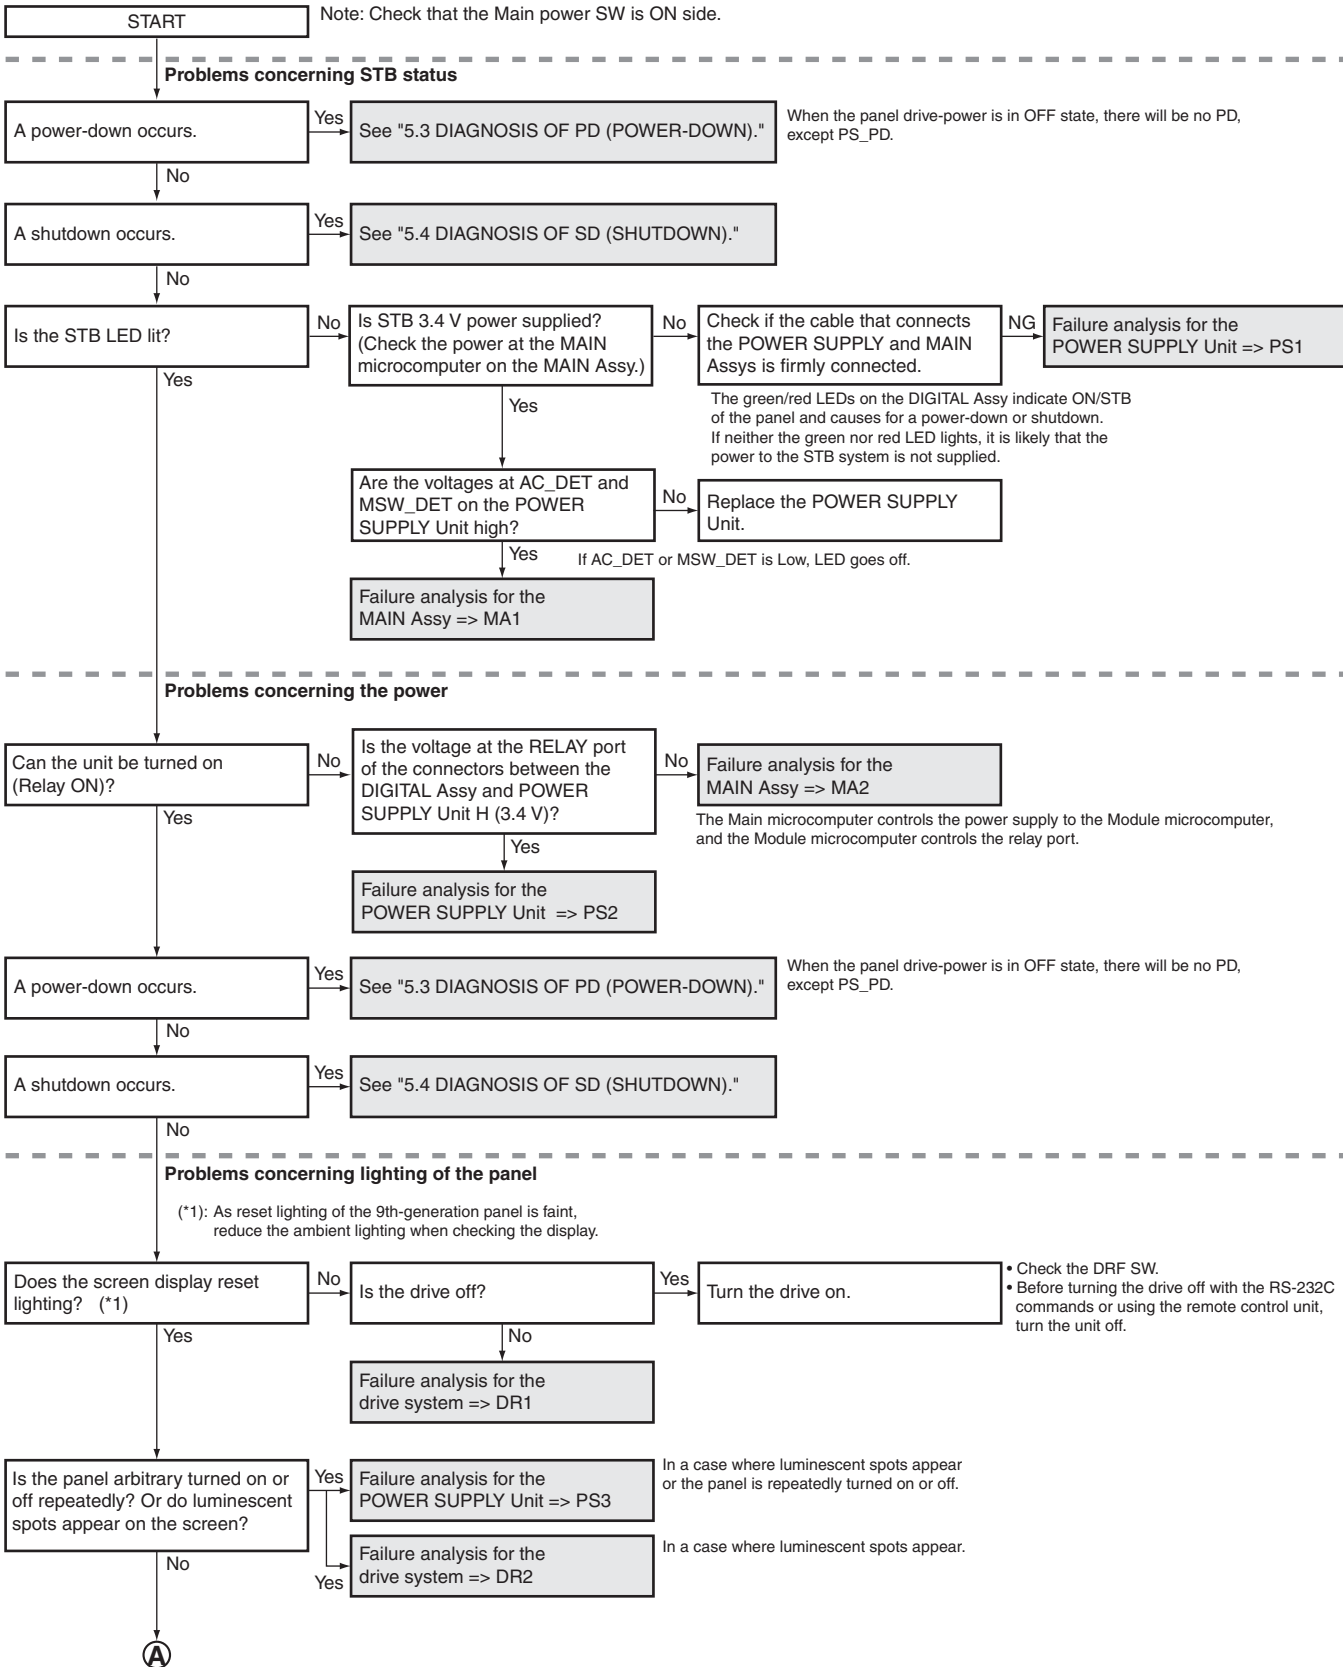 START
Note: Check that the Main power SW is ON side.
Problems concerning STB status
A power-down occurs.
Yes
See "5.3 DIAGNOSIS OF PD (POWER-DOWN)."
When the panel drive-power is in OFF state, there will be no PD,
except PS_PD.
No
A shutdown occurs.
Yes
See "5.4 DIAGNOSIS OF SD (SHUTDOWN)."
No
Is the STB LED lit?
No
Is STB 3.4 V power supplied?
(Check the power at the MAIN
microcomputer on the MAIN Assy.)
No
Check if the cable that connects
the POWER SUPPLY and MAIN
Assys is firmly connected.
NG
Failure analysis for the
POWER SUPPLY Unit => PS1
Yes
Yes
The green/red LEDs on the DIGITAL Assy indicate ON/STB
of the panel and causes for a power-down or shutdown.
If neither the green nor red LED lights, it is likely that the
power to the STB system is not supplied.
Are the voltages at AC_DET and
MSW_DET on the POWER
SUPPLY Unit high?
No
Replace the POWER SUPPLY
Unit.
Yes
If AC_DET or MSW_DET is Low, LED goes off.
Failure analysis for the
MAIN Assy => MA1
Problems concerning the power
Can the unit be turned on
(Relay ON)?
No
Is the voltage at the RELAY port
of the connectors between the
DIGITAL Assy and POWER
SUPPLY Unit H (3.4 V)?
No
Failure analysis for the
MAIN Assy => MA2
Yes
The Main microcomputer controls the power supply to the Module microcomputer,
and the Module microcomputer controls the relay port.
Yes
Failure analysis for the
POWER SUPPLY Unit => PS2
A power-down occurs.
Yes
See "5.3 DIAGNOSIS OF PD (POWER-DOWN)."
When the panel drive-power is in OFF state, there will be no PD,
except PS_PD.
No
A shutdown occurs.
Yes
See "5.4 DIAGNOSIS OF SD (SHUTDOWN)."
No
Problems concerning lighting of the panel
(*1): As reset lighting of the 9th-generation panel is faint,
reduce the ambient lighting when checking the display.
Does the screen display reset
lighting? (*1)
No
Is the drive off?
Yes
Turn the drive on.
• Check the DRF SW.
• Before turning the drive off with the RS-232C
commands or using the remote control unit,
turn the unit off.
Yes
No
Failure analysis for the
drive system => DR1
Is the panel arbitrary turned on or
off repeatedly? Or do luminescent
spots appear on the screen?
Yes
Failure analysis for the
POWER SUPPLY Unit => PS3
In a case where luminescent spots appear
or the panel is repeatedly turned on or off.
Yes
Failure analysis for the
drive system => DR2
In a case where luminescent spots appear.
No
A